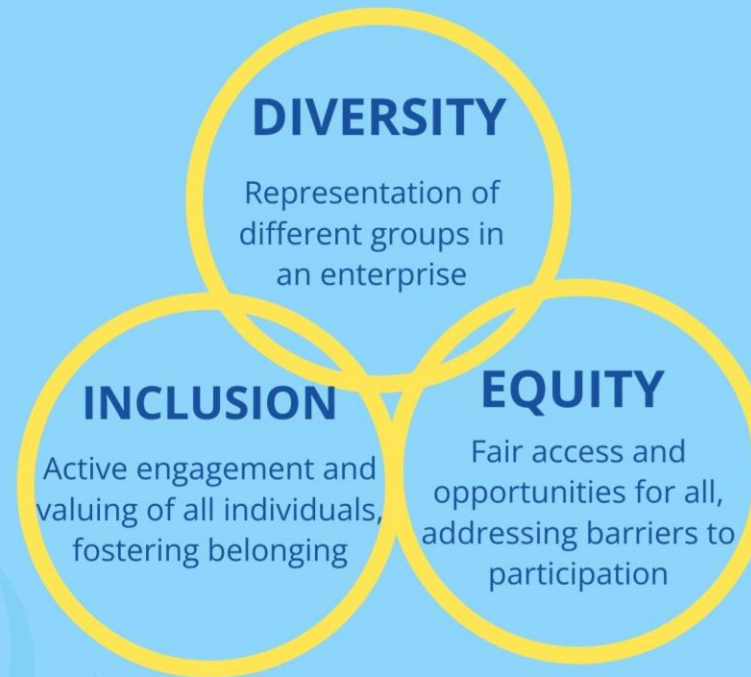 DIVERSITY
Representation of
different groups in
an enterprise
INCLUSION
Active engagement and
valuing of all individuals,
fostering belonging
EQUITY
Fair access and
opportunities for all,
addressing barriers to
participation